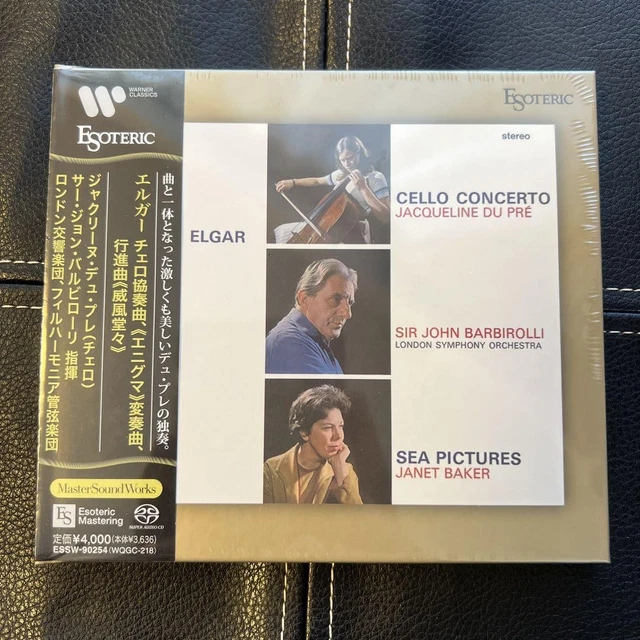 WARNER
CLASSICS
ESOTERIC
曲と一体となった激しくも美しいデュ・プレの独奏。
エルガー チェロ協奏曲、《エニグマ》変奏曲、
行進曲《威風堂々》
ジャクリーヌ・デュ・プレ(チェロ)
サー・ジョン・バルビローリ 指揮
ロンドン交響楽団、フィルハーモニア管弦楽団
MasterSoundWorks
ES
Esoteric
Mastering
SUPER AUDIO CD
定価¥4,000(本体¥3,636)
ESSW-90254(WQGC-218)
ESOTERIC
stereo
ELGAR
CELLO CONCERTO
JACQUELINE DU PRÉ
SIR JOHN BARBIROLLI
LONDON SYMPHONY ORCHESTRA
SEA PICTURES
JANET BAKER